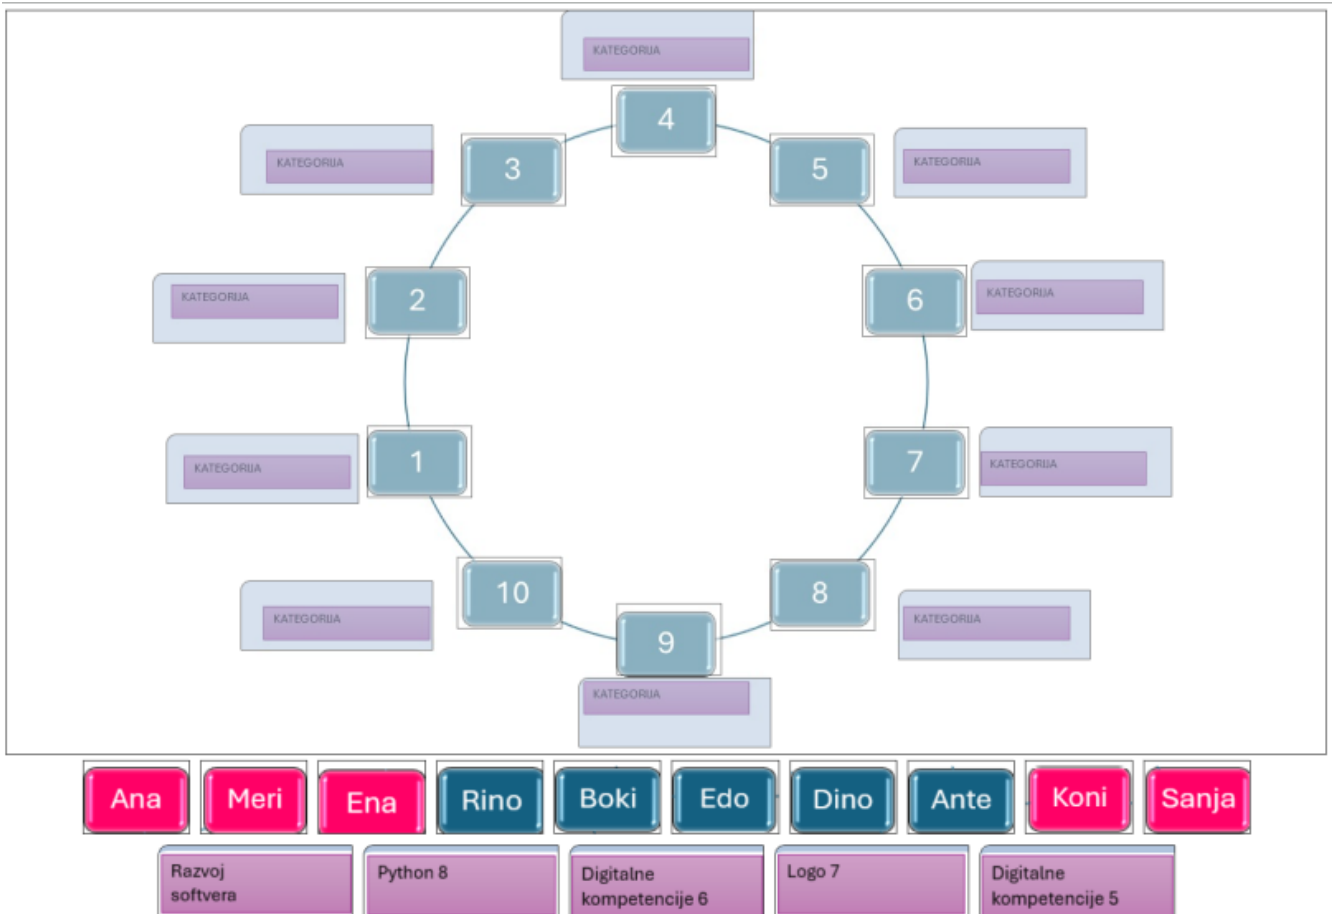 KATEGORIJA
4
KATEGORIJA
3
5
KATEGORIJA
KATEGORIJA
2
6
KATEGORIJA
KATEGORIJA
1
7
KATEGORIJA
KATEGORIJA
10
8
KATEGORIJA
9
KATEGORIJA
Ana
Meri
Ena
Rino
Boki
Edo
Dino
Ante
Koni
Sanja
Razvoj
softvera
Python 8
Digitalne
kompetencije 6
Logo 7
Digitalne
kompetencije 5